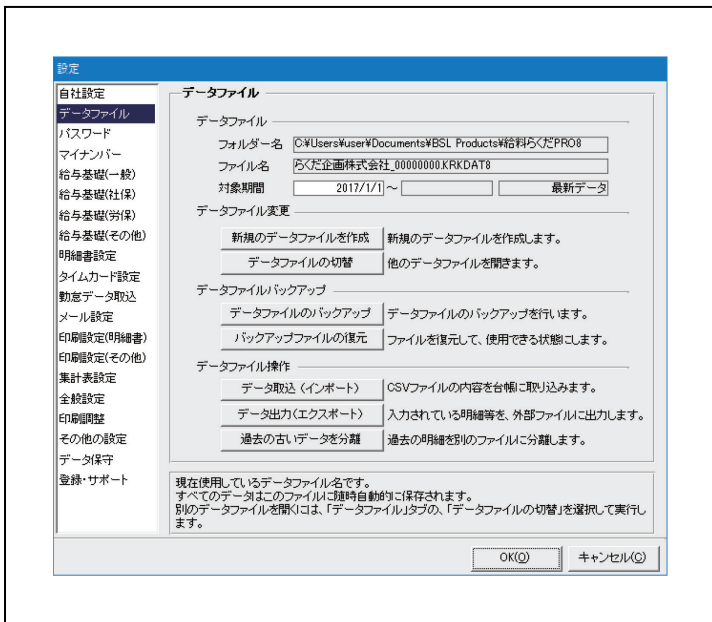 設定
自社設定
データファイル
パスワード
マイナンバー
給与基礎(一般)
給与基礎(社保)
給与基礎(労保)
給与基礎(その他)
明細書設定
タイムカード設定
勤怠データ取込
メール設定
印刷設定(明細書)
印刷設定(その他)
集計表設定
全般設定
印刷調整
その他の設定
データ保守
登録・サポート
データファイル
データファイル
フォルダー名 C:¥Users¥user¥Documents¥BSL Products¥給料らくだPRO8
ファイル名 らくだ企画株式会社_00000000.KRKDAT8
対象期間 2017/1/1 ~ 最新データ
データファイル変更
新規のデータファイルを作成 新規のデータファイルを作成します。
データファイルの切替 他のデータファイルを開きます。
データファイルバックアップ
データファイルのバックアップ データファイルのバックアップを行います。
バックアップファイルの復元 ファイルを復元して、使用できる状態にします。
データファイル操作
データ取込(インポート) CSVファイルの内容を台帳に取り込みます。
データ出力(エクスポート) 入力されている明細等を、外部ファイルに出力します。
過去の古いデータを分離 過去の明細を別のファイルに分離します。
現在使用しているデータファイル名です。
すべてのデータはこのファイルに随時自動的に保存されます。
別のデータファイルを開くには、「データファイル」タブの、「データファイルの切替」を選択して実行し
ます。
OK(O) キャンセル(C)